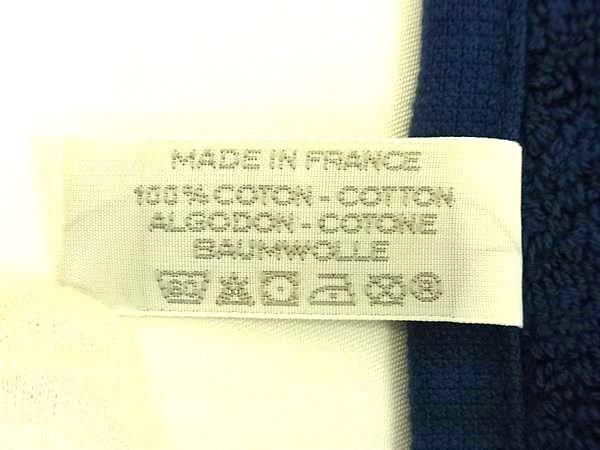 MADE IN FRANCE
100% COTON - COTTON
ALGODON - COTONE
BAUMWOLLE